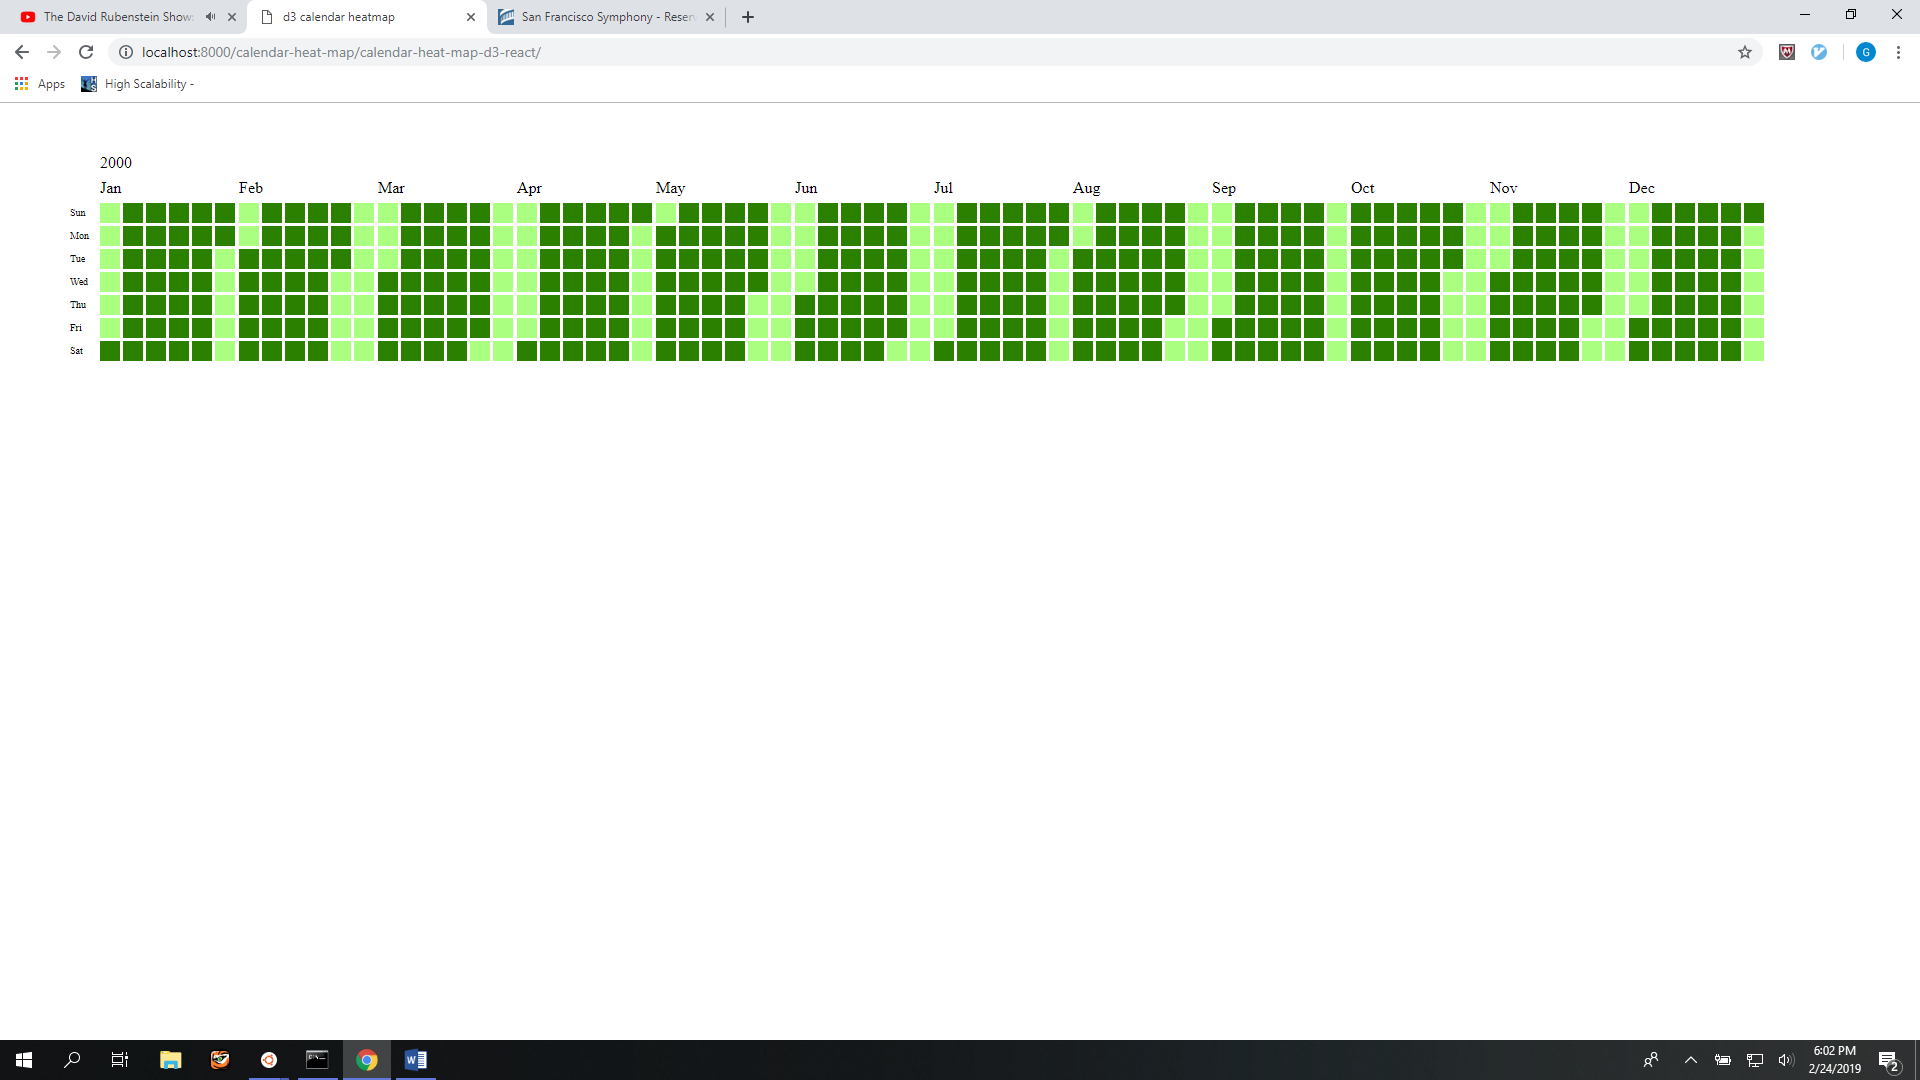 The David Rubenstein Show:
d3 calendar heatmap
San Francisco Symphony - Reser
localhost:8000/calendar-heat-map/calendar-heat-map-d3-react/
G
Apps
High Scalability -
2000
Jan Feb Mar Apr May Jun Jul Aug Sep Oct Nov Dec
Sun
Mon
Tue
Wed
Thu
Fri
Sat
6:02 PM
2/24/2019
2